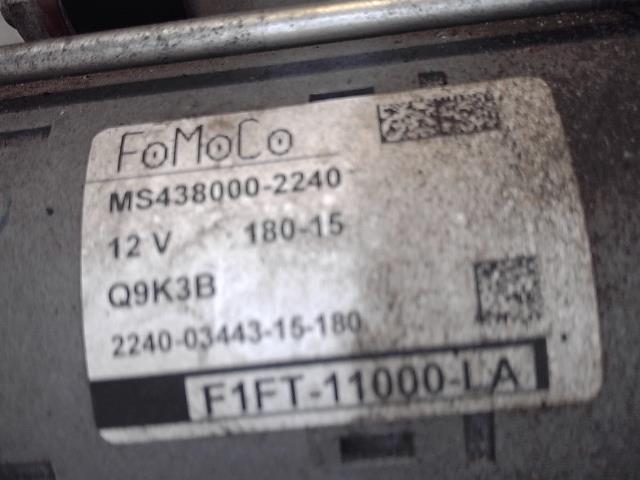 FoMoCo
MS438000-2240
12 V 180-15
Q9K3B
2240-03443-15-180
F1FT-11000-LA